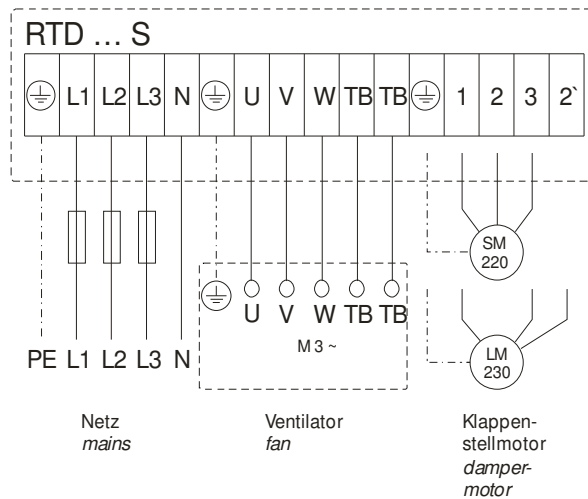 RTD ... S
L1 L2 L3 N U V W TB TB 1 2 3 2`
SM
220
U V W TB TB
M 3 ~
LM
230
PE L1 L2 L3 N
Netz
mains
Ventilator
fan
Klappen-
stellmotor
damper-
motor